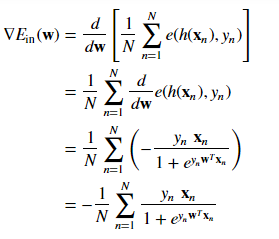 ∇E_in(𝐰) = d/d𝐰 [ 1/N ∑_{n=1}^{N} e(h(𝐱_n), y_n) ]
= 1/N ∑_{n=1}^{N} d/d𝐰 e(h(𝐱_n), y_n)
= 1/N ∑_{n=1}^{N} ( − y_n 𝐱_n / (1 + e^{y_n 𝐰^T 𝐱_n}) )
= − 1/N ∑_{n=1}^{N} y_n 𝐱_n / (1 + e^{y_n 𝐰^T 𝐱_n})